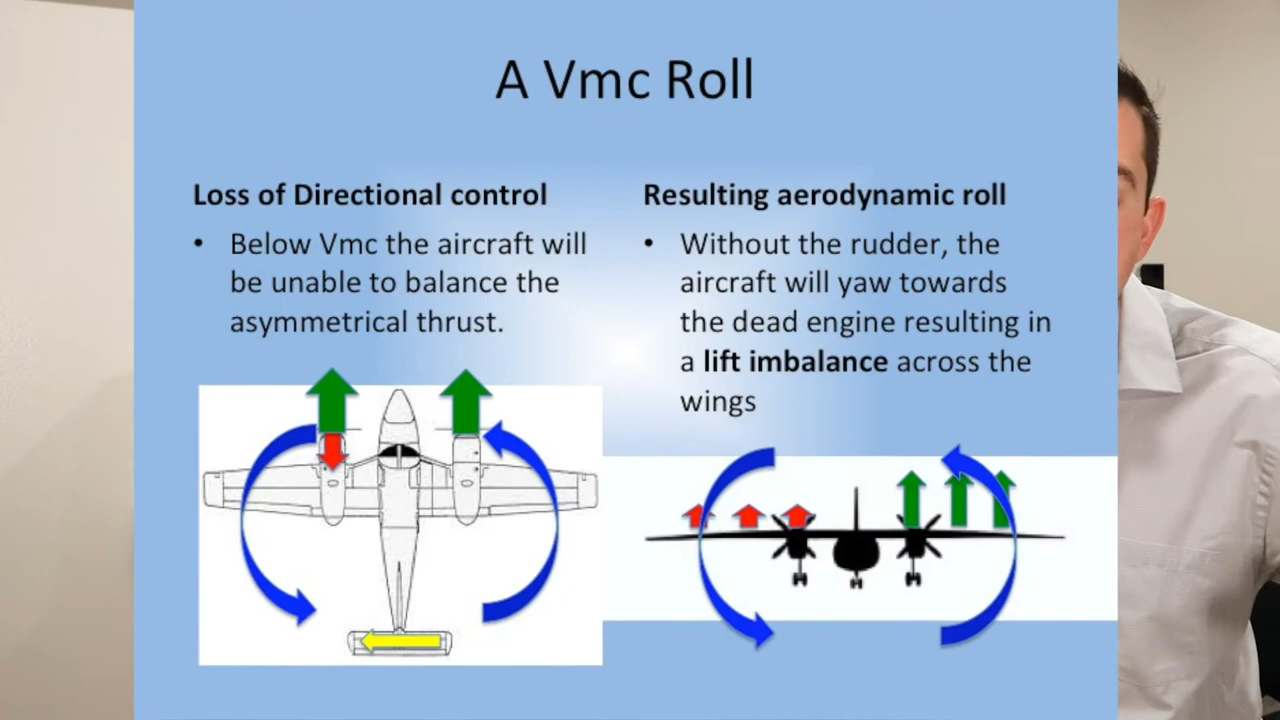 A Vmc Roll
Loss of Directional control
• Below Vmc the aircraft will
be unable to balance the
asymmetrical thrust.
Resulting aerodynamic roll
• Without the rudder, the
aircraft will yaw towards
the dead engine resulting in
a lift imbalance across the
wings